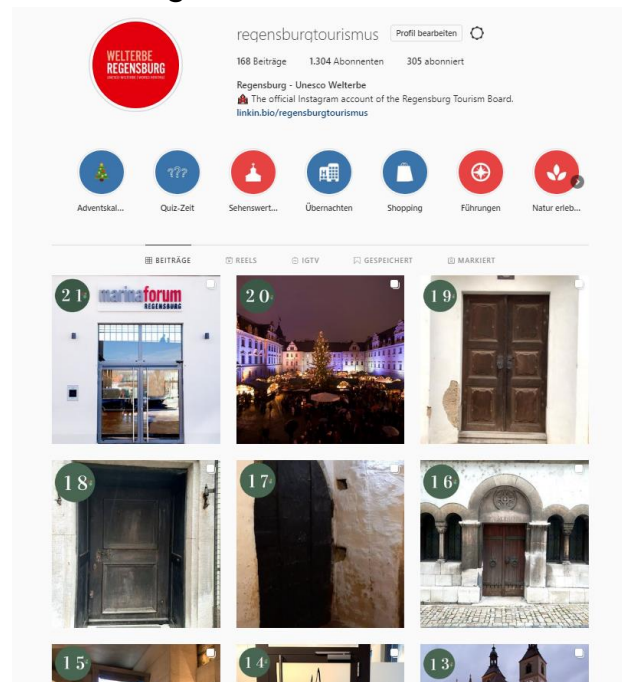 WELTERBE
REGENSBURG
regensburgtourismus Profil bearbeiten
168 Beiträge 1.304 Abonnenten 305 abonniert
Regensburg - Unesco Welterbe
The official Instagram account of the Regensburg Tourism Board.
linkin.bio/regensburgtourismus
???
Adventskal... Quiz-Zeit Sehenswert... Übernachten Shopping Führungen Natur erleb...
BEITRÄGE REELS IGTV GESPEICHERT MARKIERT
21 marinaforum
REGENSBURG
20
19
18
17
16
15
14
13